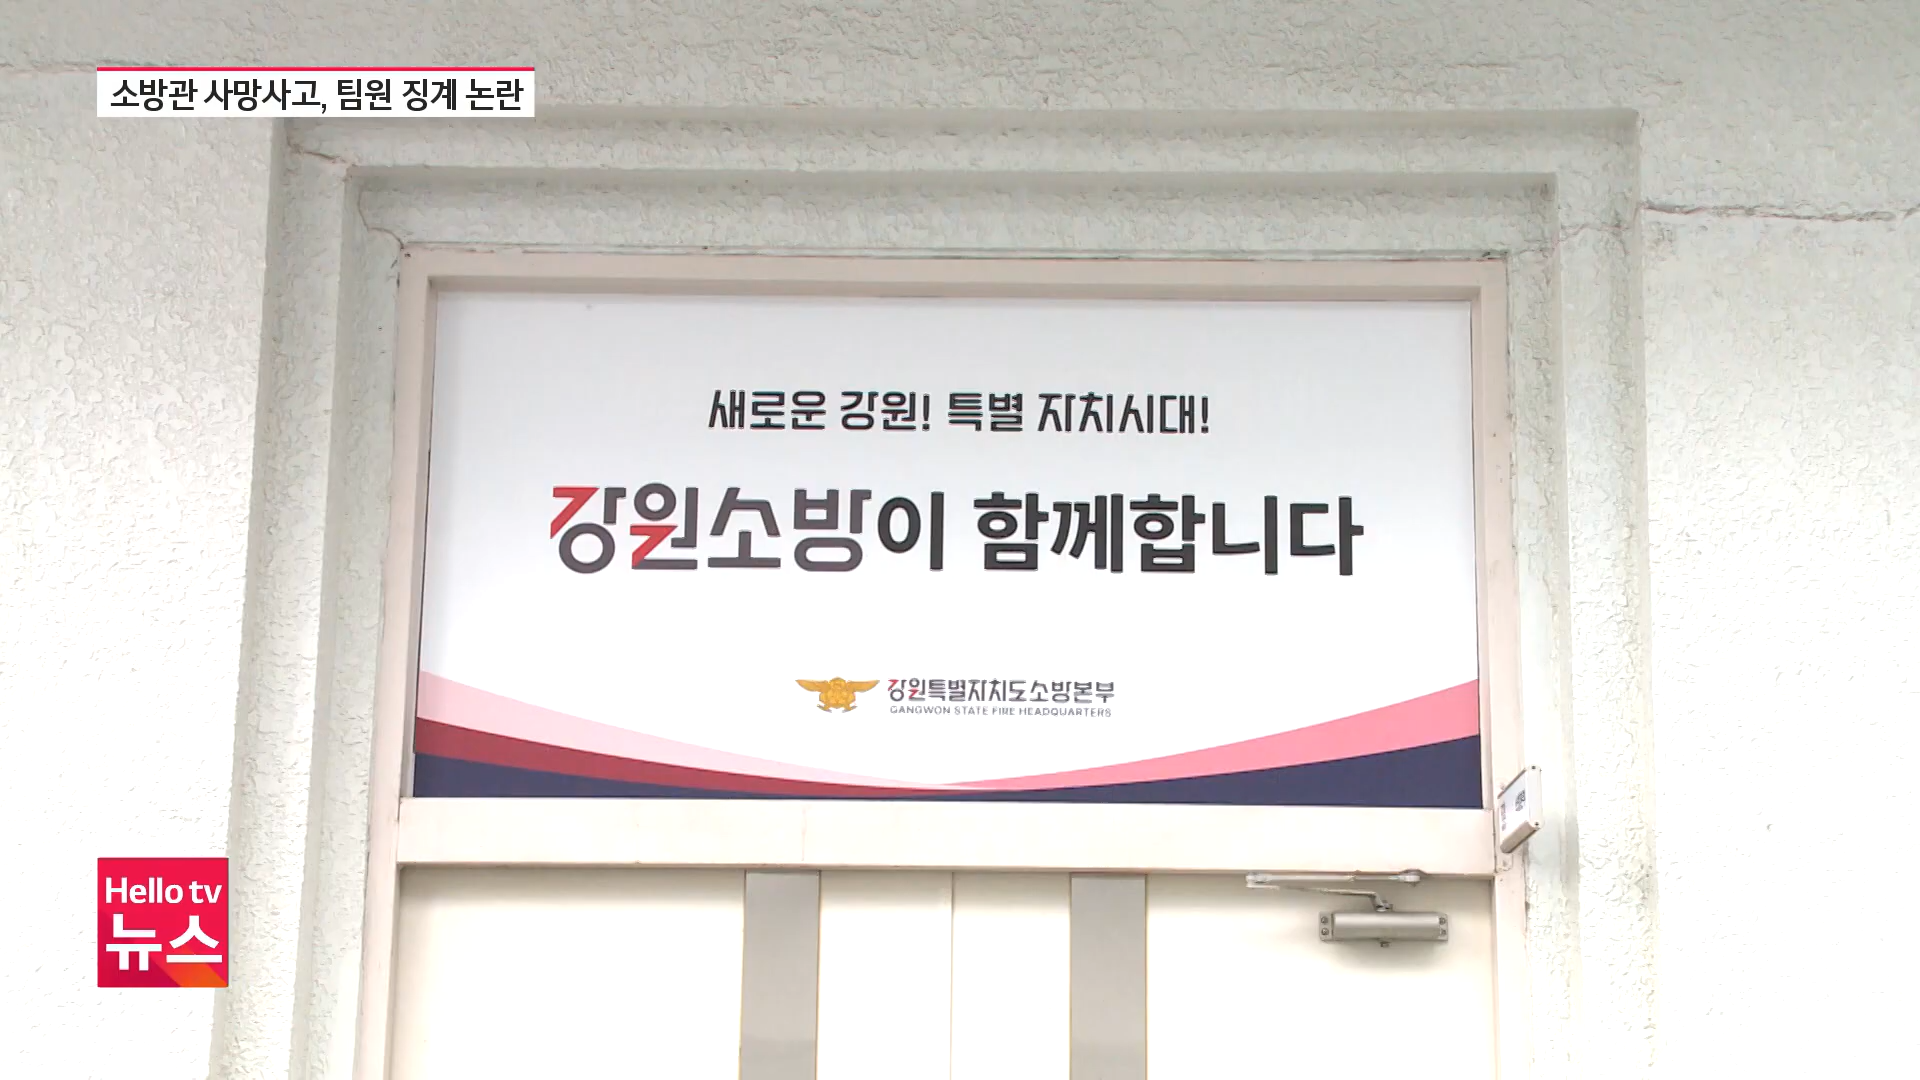 소방관 사망사고, 팀원 징계 논란
새로운 강원! 특별 자치시대!
강원소방이 함께합니다
강원특별자치도소방본부
GANGWON STATE FIRE HEADQUARTERS
Hello tv
뉴스